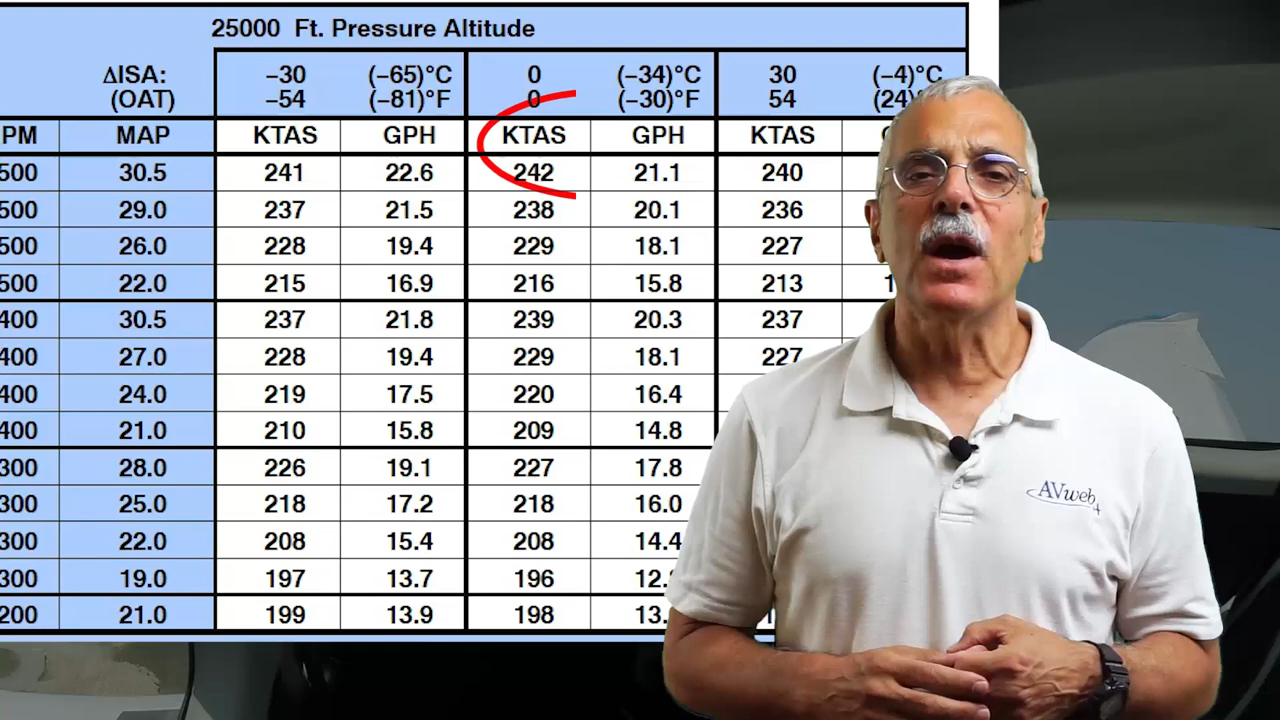 25000 Ft. Pressure Altitude
ΔISA: −30 (−65)°C 0 (−34)°C 30 (−4)°C
(OAT) −54 (−81)°F 0 (−30)°F 54
PM MAP KTAS GPH KTAS GPH KTAS
500 30.5 241 22.6 242 21.1 240
500 29.0 237 21.5 238 20.1 236
500 26.0 228 19.4 229 18.1 227
500 22.0 215 16.9 216 15.8 213
400 30.5 237 21.8 239 20.3 237
400 27.0 228 19.4 229 18.1 227
400 24.0 219 17.5 220 16.4
400 21.0 210 15.8 209 14.8
300 28.0 226 19.1 227 17.8
300 25.0 218 17.2 218 16.0
300 22.0 208 15.4 208 14.4
300 19.0 197 13.7 196 12.
200 21.0 199 13.9 198 13.
AVweb